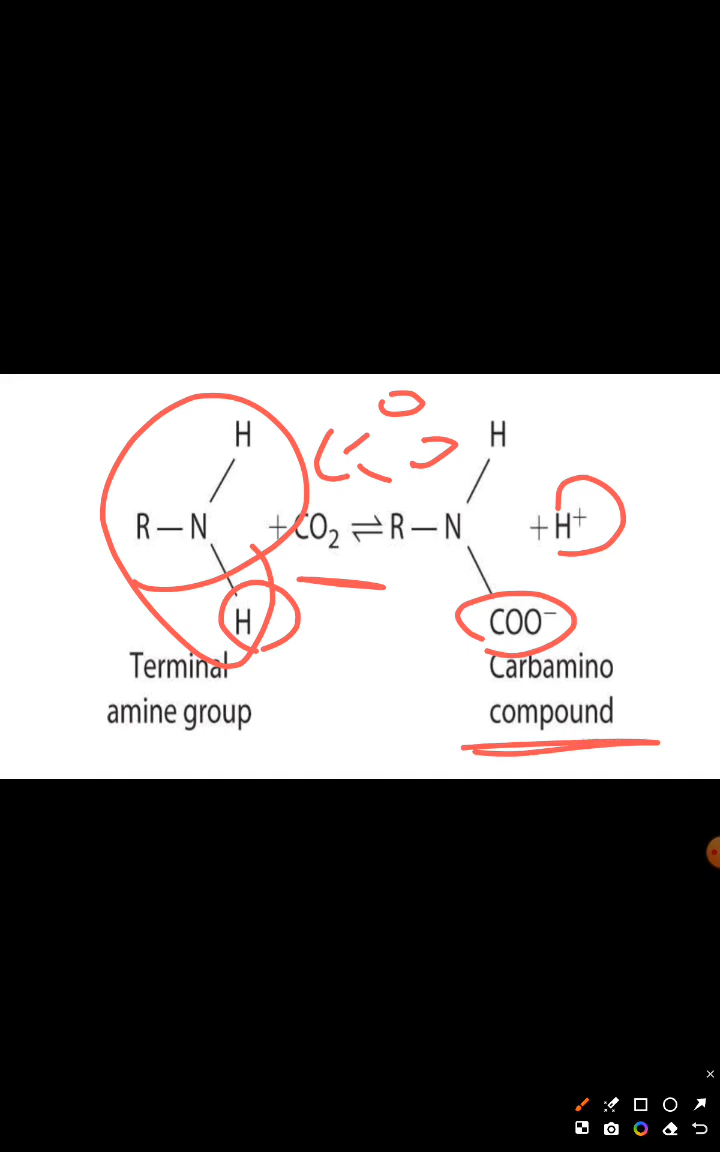 H H
R — N + CO₂ ⇌ R — N + H⁺
H COO⁻
Terminal Carbamino
amine group compound